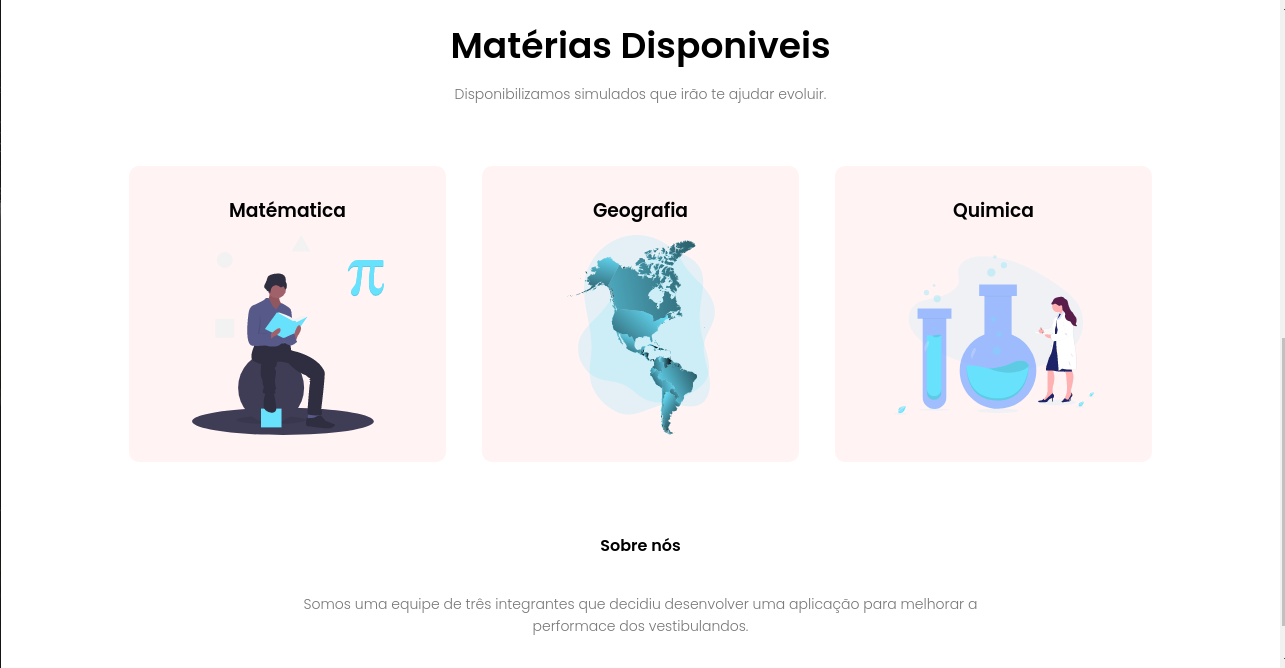 Matérias Disponiveis
Disponibilizamos simulados que irão te ajudar evoluir.
Matématica
Geografia
Quimica
π
Sobre nós
Somos uma equipe de três integrantes que decidiu desenvolver uma aplicação para melhorar a
performace dos vestibulandos.